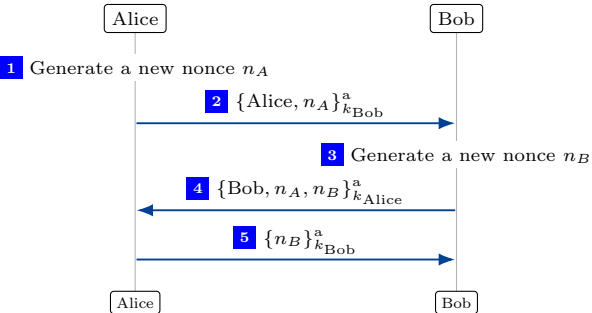 Alice Bob
1 Generate a new nonce n_A
2 {Alice, n_A}^a_{k_Bob}
3 Generate a new nonce n_B
4 {Bob, n_A, n_B}^a_{k_Alice}
5 {n_B}^a_{k_Bob}
Alice Bob